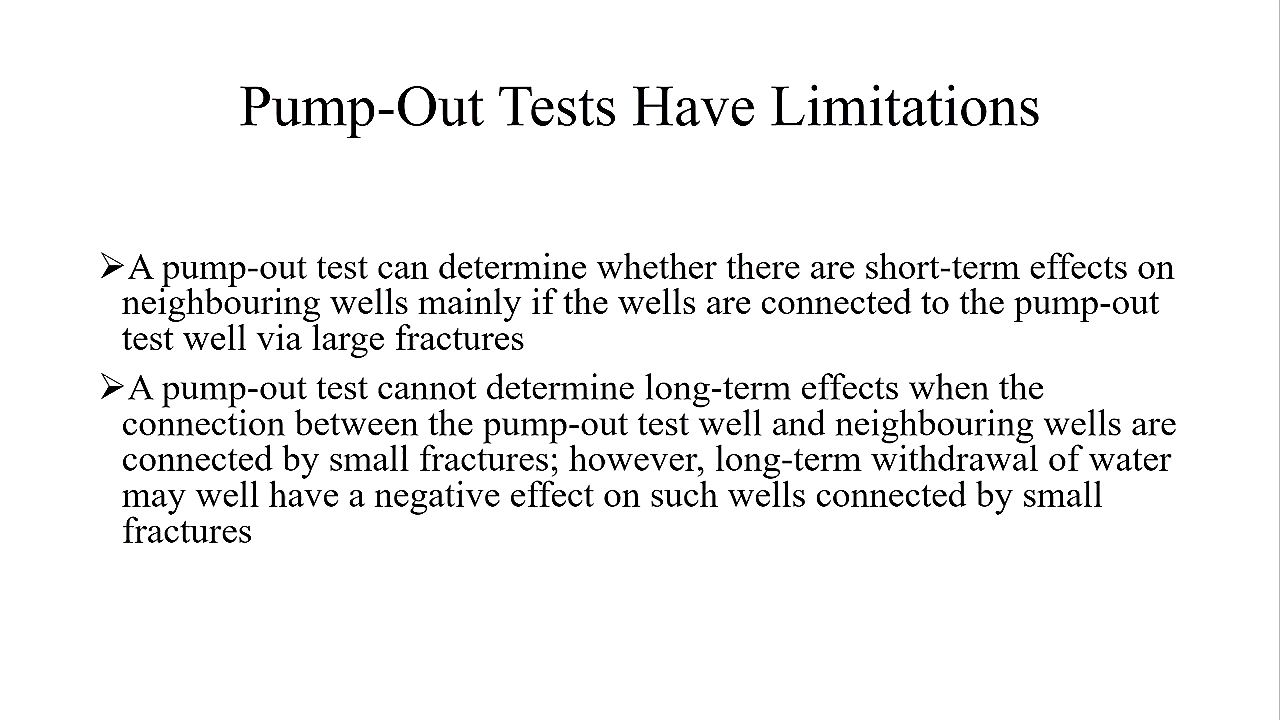 Pump-Out Tests Have Limitations
➢A pump-out test can determine whether there are short-term effects on
neighbouring wells mainly if the wells are connected to the pump-out
test well via large fractures
➢A pump-out test cannot determine long-term effects when the
connection between the pump-out test well and neighbouring wells are
connected by small fractures; however, long-term withdrawal of water
may well have a negative effect on such wells connected by small
fractures